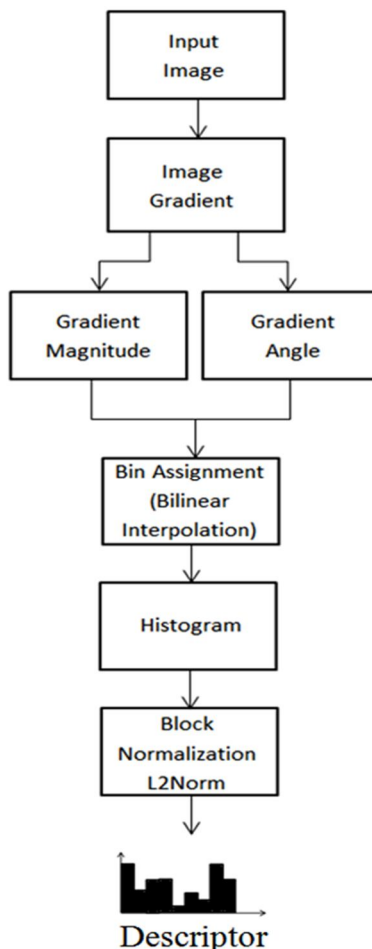 Input
Image
Image
Gradient
Gradient
Magnitude
Gradient
Angle
Bin Assignment
(Bilinear
Interpolation)
Histogram
Block
Normalization
L2Norm
Descriptor